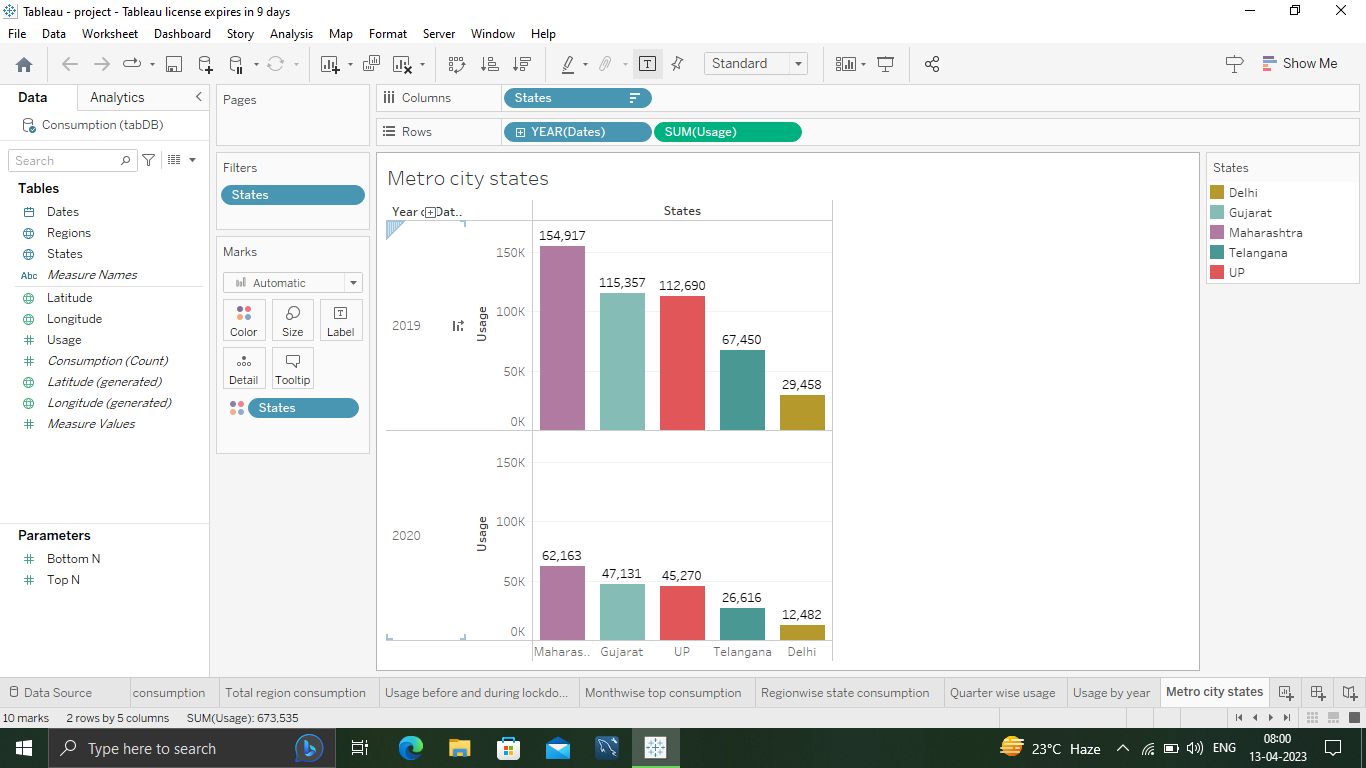 Tableau - project - Tableau license expires in 9 days
File Data Worksheet Dashboard Story Analysis Map Format Server Window Help
Standard
Show Me
Data Analytics
Consumption (tabDB)
Search
Tables
Dates
Regions
States
Abc Measure Names
Latitude
Longitude
Usage
Consumption (Count)
Latitude (generated)
Longitude (generated)
Measure Values
Parameters
Bottom N
Top N
Pages
Filters
States
Marks
Automatic
Color Size Label
Detail Tooltip
States
Columns States
Rows YEAR(Dates) SUM(Usage)
Metro city states
Year o Dat..
States
2019
Usage
150K
100K
50K
0K
154,917
115,357
112,690
67,450
29,458
2020
Usage
150K
100K
50K
0K
62,163
47,131
45,270
26,616
12,482
Maharas.. Gujarat UP Telangana Delhi
States
Delhi
Gujarat
Maharashtra
Telangana
UP
Data Source consumption Total region consumption Usage before and during lockdo... Monthwise top consumption Regionwise state consumption Quarter wise usage Usage by year Metro city states
10 marks 2 rows by 5 columns SUM(Usage): 673,535
Type here to search
23°C Haze
ENG
08:00
13-04-2023